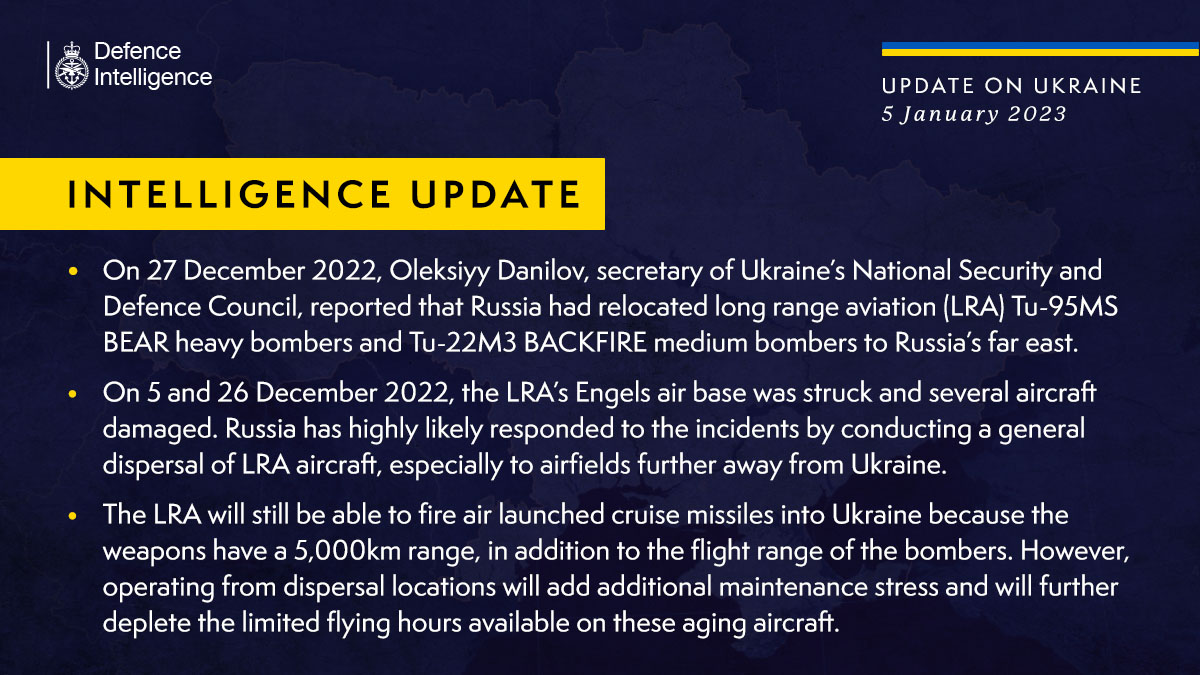 Defence
Intelligence
UPDATE ON UKRAINE
5 January 2023
INTELLIGENCE UPDATE
• On 27 December 2022, Oleksiyy Danilov, secretary of Ukraine's National Security and
Defence Council, reported that Russia had relocated long range aviation (LRA) Tu-95MS
BEAR heavy bombers and Tu-22M3 BACKFIRE medium bombers to Russia's far east.
• On 5 and 26 December 2022, the LRA's Engels air base was struck and several aircraft
damaged. Russia has highly likely responded to the incidents by conducting a general
dispersal of LRA aircraft, especially to airfields further away from Ukraine.
• The LRA will still be able to fire air launched cruise missiles into Ukraine because the
weapons have a 5,000km range, in addition to the flight range of the bombers. However,
operating from dispersal locations will add additional maintenance stress and will further
deplete the limited flying hours available on these aging aircraft.